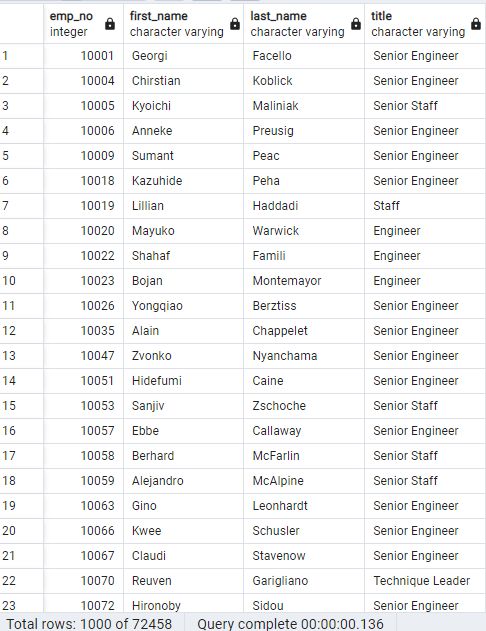 emp_no first_name last_name title
integer character varying character varying character varying
1 10001 Georgi Facello Senior Engineer
2 10004 Chirstian Koblick Senior Engineer
3 10005 Kyoichi Maliniak Senior Staff
4 10006 Anneke Preusig Senior Engineer
5 10009 Sumant Peac Senior Engineer
6 10018 Kazuhide Peha Senior Engineer
7 10019 Lillian Haddadi Staff
8 10020 Mayuko Warwick Engineer
9 10022 Shahaf Famili Engineer
10 10023 Bojan Montemayor Engineer
11 10026 Yongqiao Berztiss Senior Engineer
12 10035 Alain Chappelet Senior Engineer
13 10047 Zvonko Nyanchama Senior Engineer
14 10051 Hidefumi Caine Senior Engineer
15 10053 Sanjiv Zschoche Senior Staff
16 10057 Ebbe Callaway Senior Engineer
17 10058 Berhard McFarlin Senior Staff
18 10059 Alejandro McAlpine Senior Staff
19 10063 Gino Leonhardt Senior Engineer
20 10066 Kwee Schusler Senior Engineer
21 10067 Claudi Stavenow Senior Engineer
22 10070 Reuven Garigliano Technique Leader
23 10072 Hironoby Sidou Senior Engineer
Total rows: 1000 of 72458 Query complete 00:00:00.136